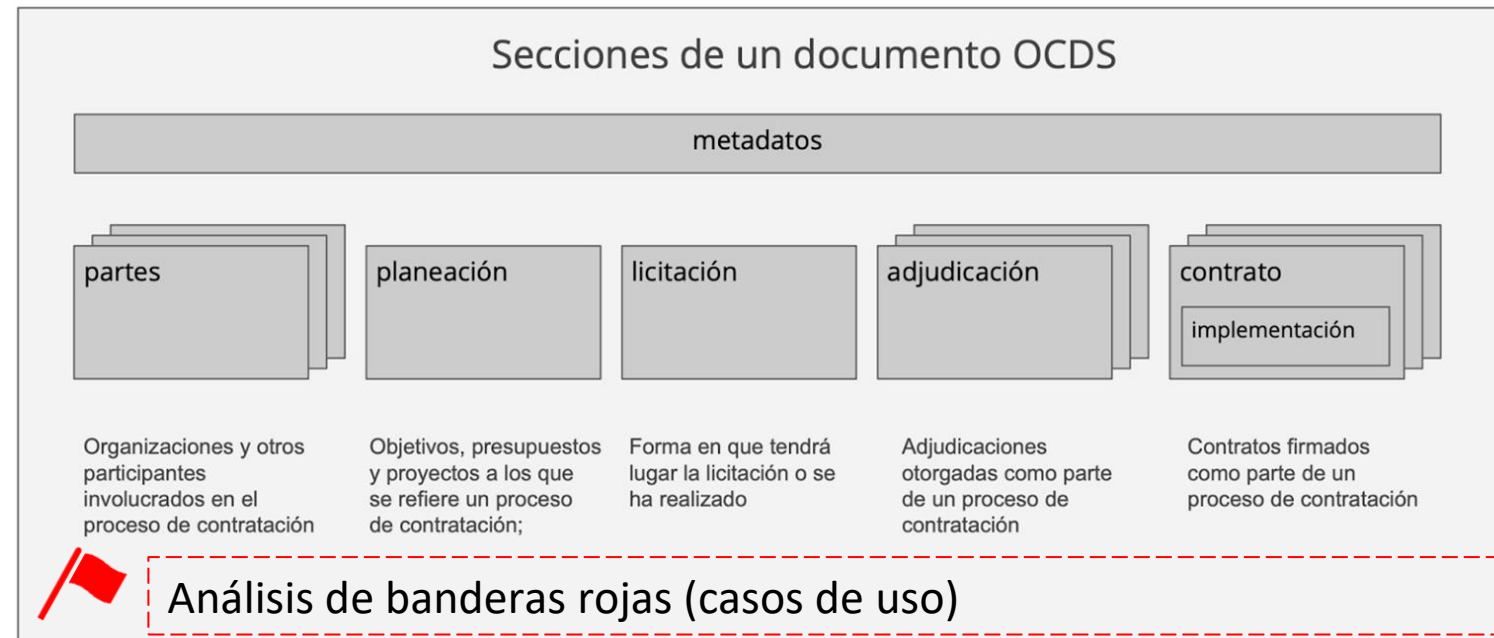 Secciones de un documento OCDS
metadatos
partes
planeación
licitación
adjudicación
contrato
implementación
Organizaciones y otros
participantes
involucrados en el
proceso de contratación
Objetivos, presupuestos
y proyectos a los que
se refiere un proceso
de contratación;
Forma en que tendrá
lugar la licitación o se
ha realizado
Adjudicaciones
otorgadas como parte
de un proceso de
contratación
Contratos firmados
como parte de un
proceso de contratación
Análisis de banderas rojas (casos de uso)